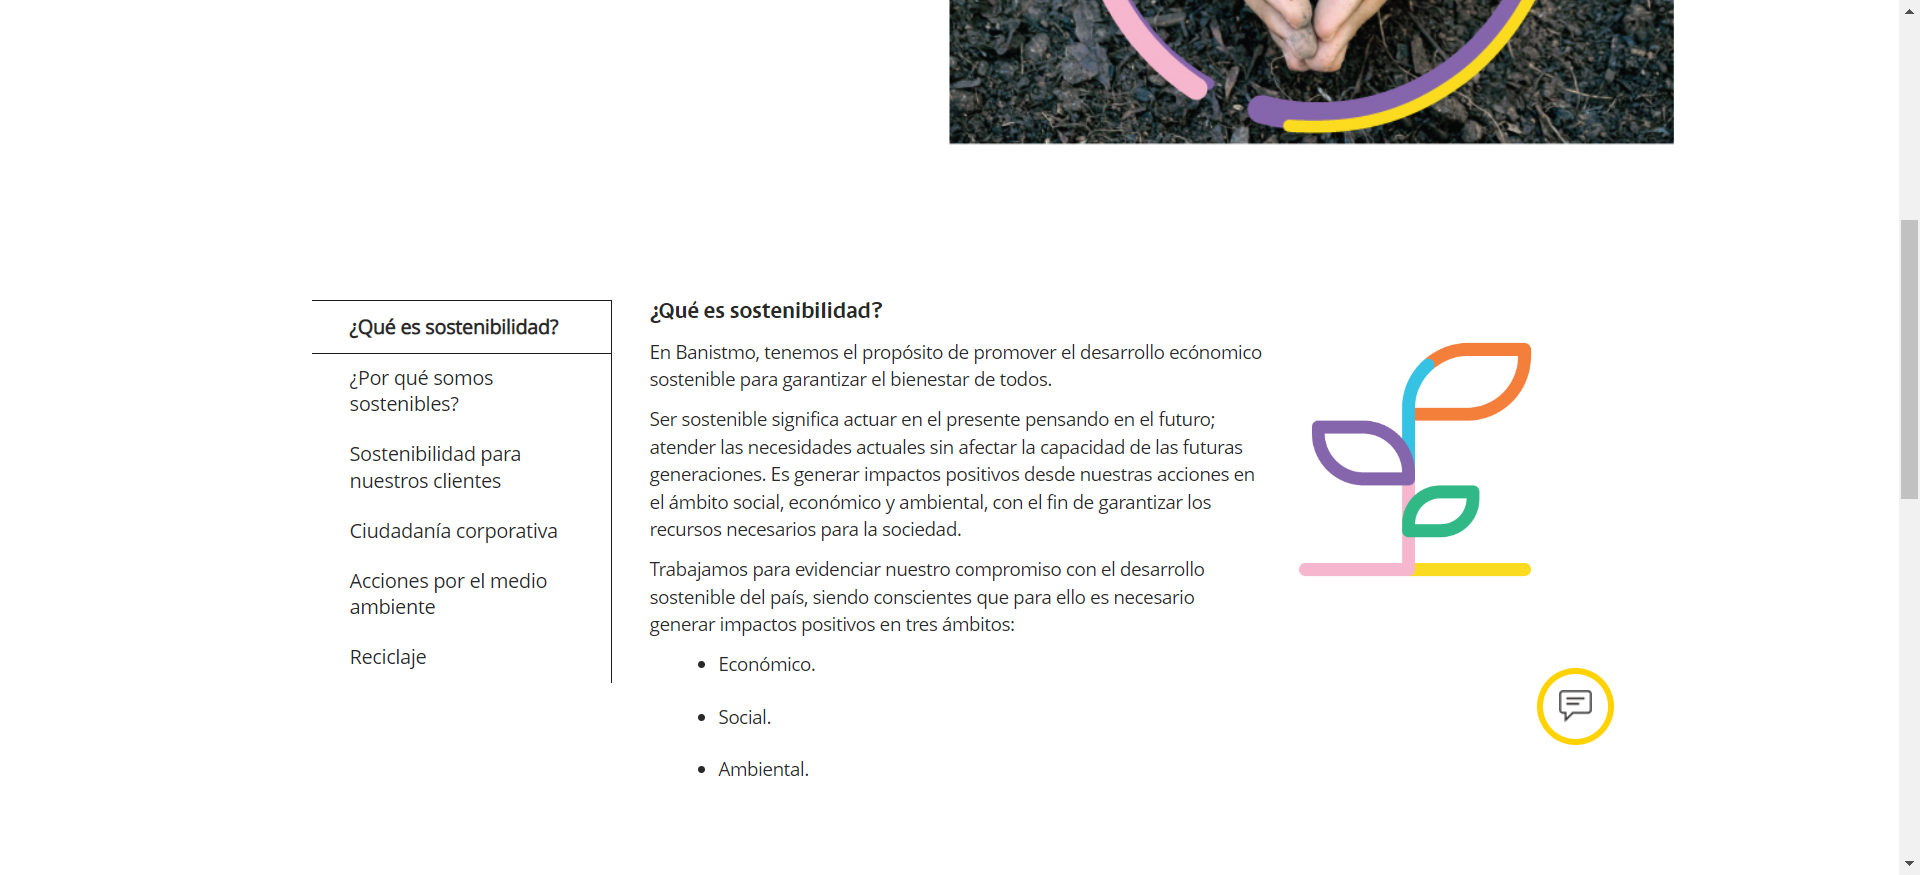 ¿Qué es sostenibilidad?
¿Por qué somos
sostenibles?
Sostenibilidad para
nuestros clientes
Ciudadanía corporativa
Acciones por el medio
ambiente
Reciclaje
¿Qué es sostenibilidad?
En Banistmo, tenemos el propósito de promover el desarrollo ecónomico
sostenible para garantizar el bienestar de todos.
Ser sostenible significa actuar en el presente pensando en el futuro;
atender las necesidades actuales sin afectar la capacidad de las futuras
generaciones. Es generar impactos positivos desde nuestras acciones en
el ámbito social, económico y ambiental, con el fin de garantizar los
recursos necesarios para la sociedad.
Trabajamos para evidenciar nuestro compromiso con el desarrollo
sostenible del país, siendo conscientes que para ello es necesario
generar impactos positivos en tres ámbitos:
• Económico.
• Social.
• Ambiental.